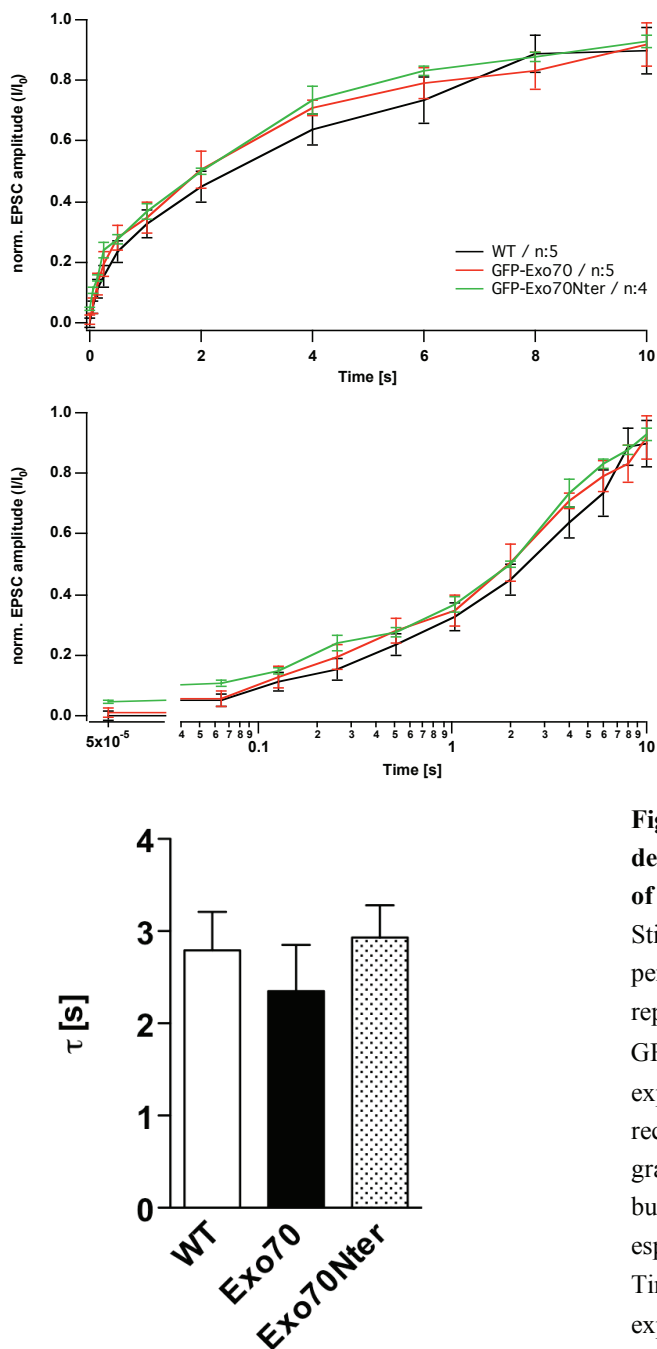 1.0
0.8
0.6
0.4
0.2
0.0
norm. EPSC amplitude (I/I0)
WT / n:5
GFP-Exo70 / n:5
GFP-Exo70Nter / n:4
0 2 4 6 8 10
Time [s]
1.0
0.8
0.6
0.4
0.2
0.0
norm. EPSC amplitude (I/I0)
5x10-5
4 5 6 7 8 9 0.1 2 3 4 5 6 7 8 9 1 2 3 4 5 6 7 8 9 10
Time [s]
4
3
2
1
0
τ [s]
WT
Exo70
Exo70Nter
Fig
de
of
Sti
per
rep
GF
exp
rec
gra
bu
esp
Tin
exp